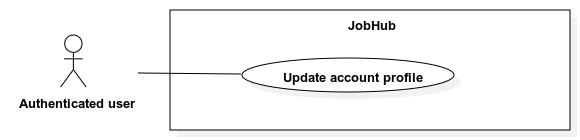 JobHub
Update account profile
Authenticated user